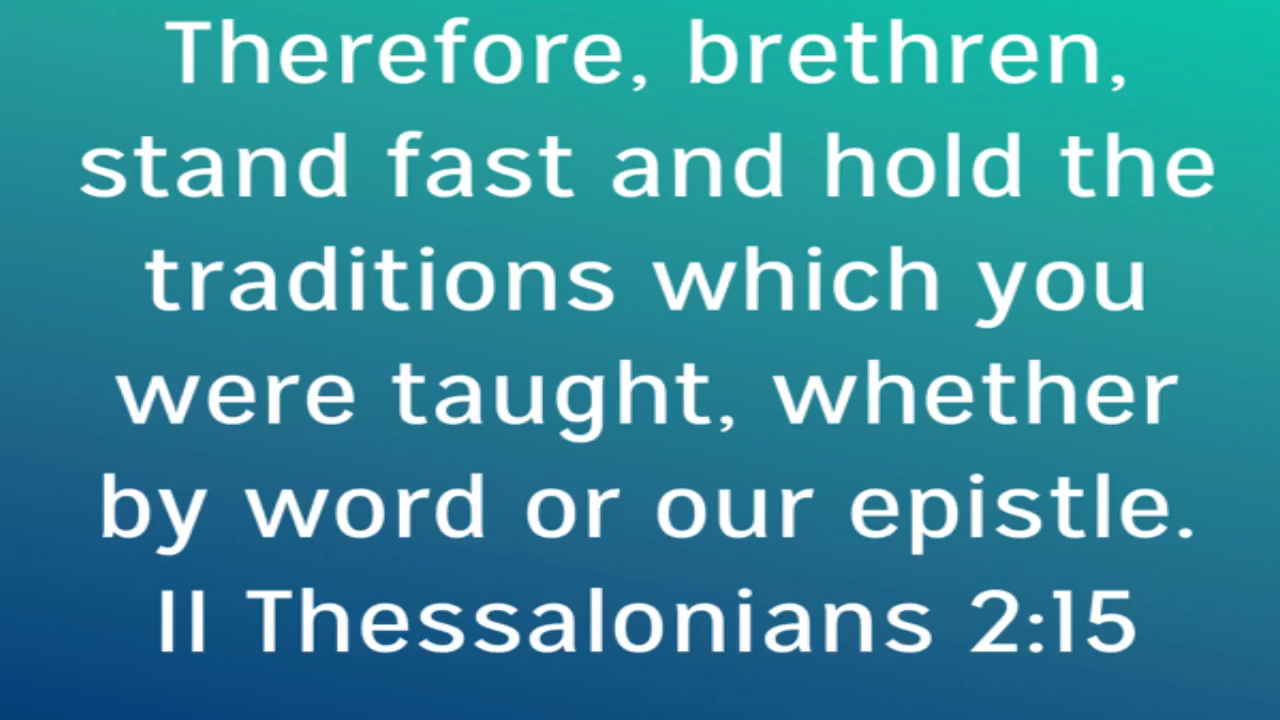 Therefore, brethren,
stand fast and hold the
traditions which you
were taught, whether
by word or our epistle.
II Thessalonians 2:15